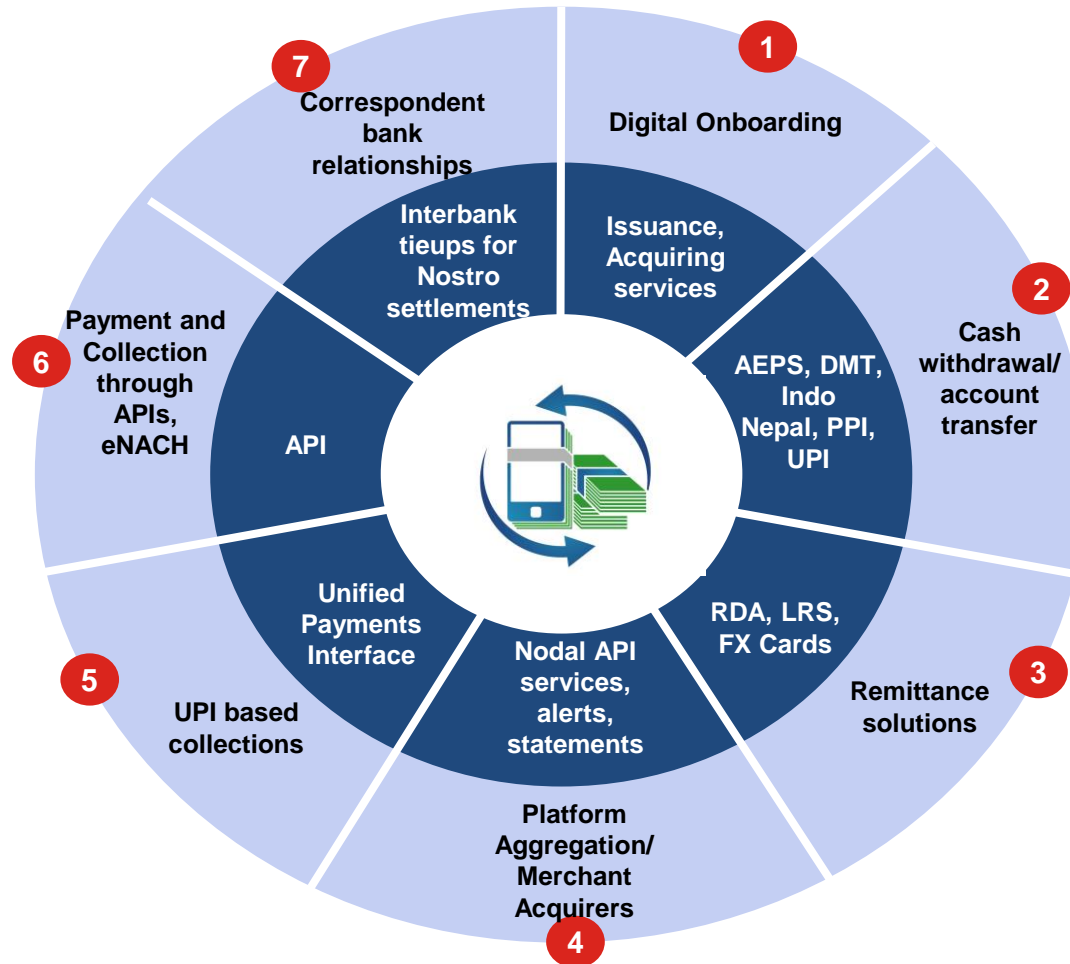 1
Digital Onboarding
Issuance,
Acquiring
services
2
Cash
withdrawal/
account
transfer
AEPS, DMT,
Indo
Nepal, PPI,
UPI
3
Remittance
solutions
RDA, LRS,
FX Cards
4
Platform
Aggregation/
Merchant
Acquirers
Nodal API
services,
alerts,
statements
5
UPI based
collections
Unified
Payments
Interface
6
Payment and
Collection
through
APIs,
eNACH
API
7
Correspondent
bank
relationships
Interbank
tieups for
Nostro
settlements